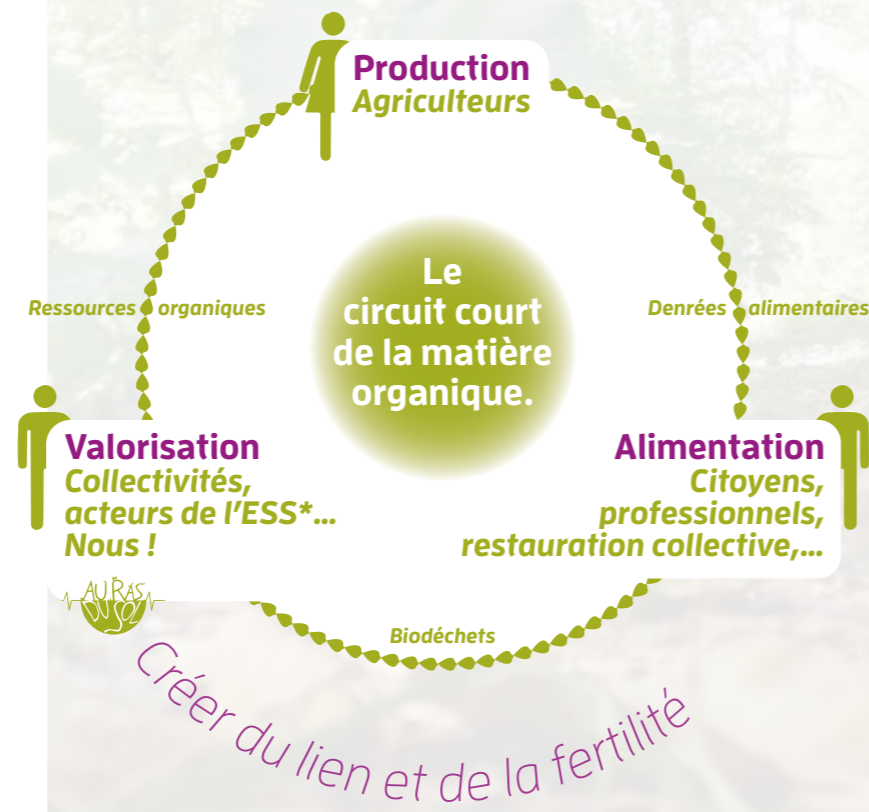 Production
Agriculteurs
Le
circuit court
de la matière
organique.
Ressources organiques
Denrées alimentaires
Valorisation
Collectivités,
acteurs de l'ESS*...
Nous !
Alimentation
Citoyens,
professionnels,
restauration collective,...
AU RAS
DU SOL
Biodéchets
Créer du lien et de la fertilité